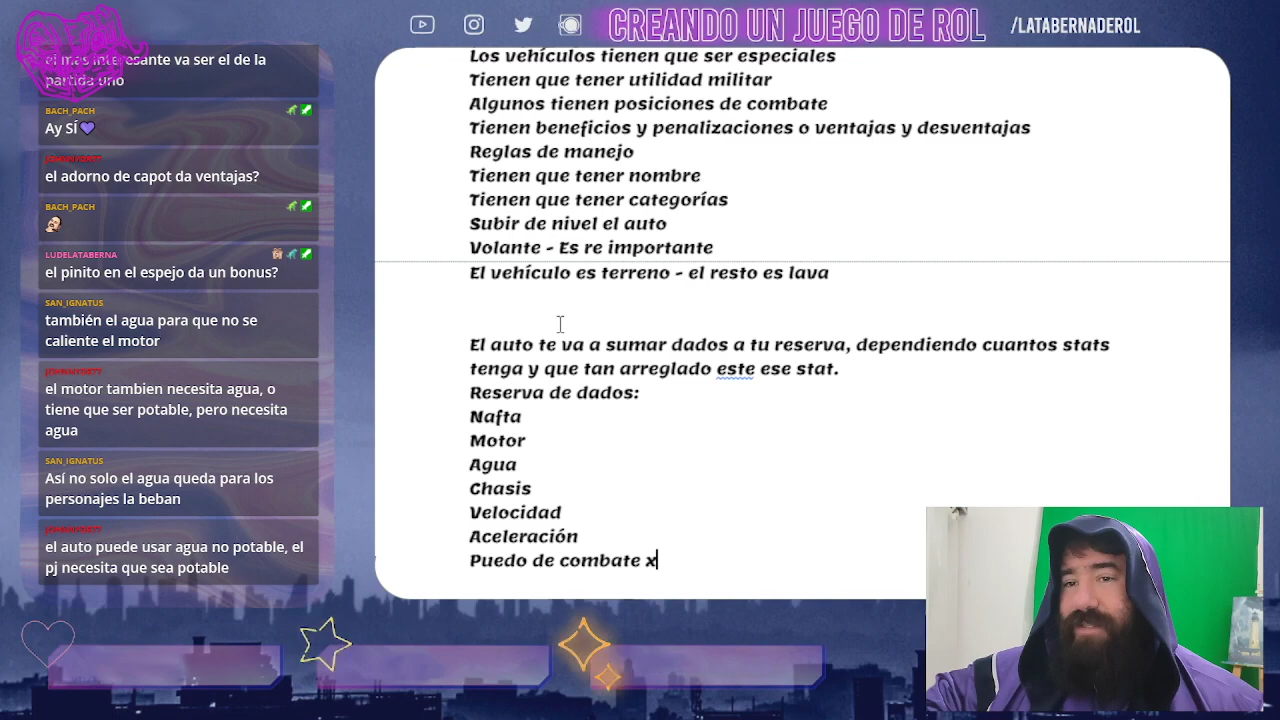 CREANDO UN JUEGO DE ROL
/LATABERNADEROL
el mas interesante va ser el de la
partida uno
BACH_PACH
Ay SÍ💜
el adorno de capot da ventajas?
BACH_PACH
LUDELATABERNA
el pinito en el espejo da un bonus?
SAN_IGNATUS
también el agua para que no se
caliente el motor
el motor tambien necesita agua, o
tiene que ser potable, pero necesita
agua
SAN_IGNATUS
Así no solo el agua queda para los
personajes la beban
el auto puede usar agua no potable, el
pj necesita que sea potable
Los vehículos tienen que ser especiales
Tienen que tener utilidad militar
Algunos tienen posiciones de combate
Tienen beneficios y penalizaciones o ventajas y desventajas
Reglas de manejo
Tienen que tener nombre
Tienen que tener categorías
Subir de nivel el auto
Volante - Es re importante
El vehículo es terreno - el resto es lava
El auto te va a sumar dados a tu reserva, dependiendo cuantos stats
tenga y que tan arreglado este ese stat.
Reserva de dados:
Nafta
Motor
Agua
Chasis
Velocidad
Aceleración
Puedo de combate x